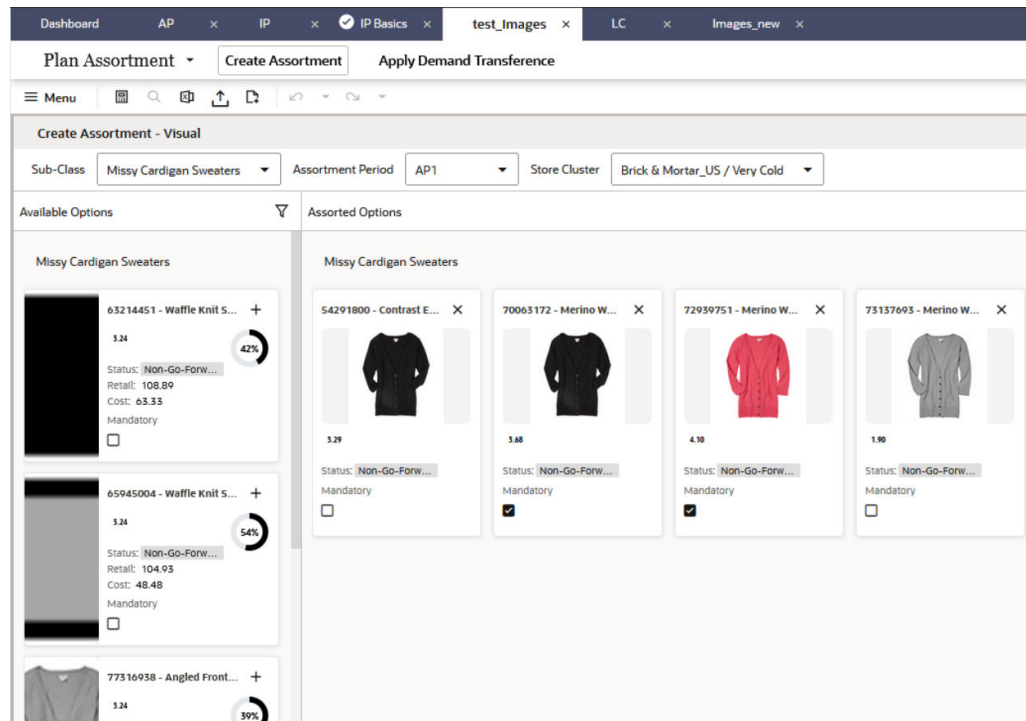 Dashboard AP × IP × IP Basics × test_Images × LC × Images_new ×
Plan Assortment Create Assortment Apply Demand Transference
Menu
Create Assortment - Visual
Sub-Class Missy Cardigan Sweaters Assortment Period AP1 Store Cluster Brick & Mortar_US / Very Cold
Available Options
Missy Cardigan Sweaters
63214451 - Waffle Knit S... +
3.24
42%
Status: Non-Go-Forw...
Retail: 108.89
Cost: 63.33
Mandatory
65945004 - Waffle Knit S... +
3.24
54%
Status: Non-Go-Forw...
Retail: 104.93
Cost: 48.48
Mandatory
77316938 - Angled Front... +
3.24
39%
Assorted Options
Missy Cardigan Sweaters
54291800 - Contrast E... ×
3.29
Status: Non-Go-Forw...
Mandatory
70063172 - Merino W... ×
3.68
Status: Non-Go-Forw...
Mandatory
72939751 - Merino W... ×
4.10
Status: Non-Go-Forw...
Mandatory
73137693 - Merino W... ×
1.90
Status: Non-Go-Forw...
Mandatory